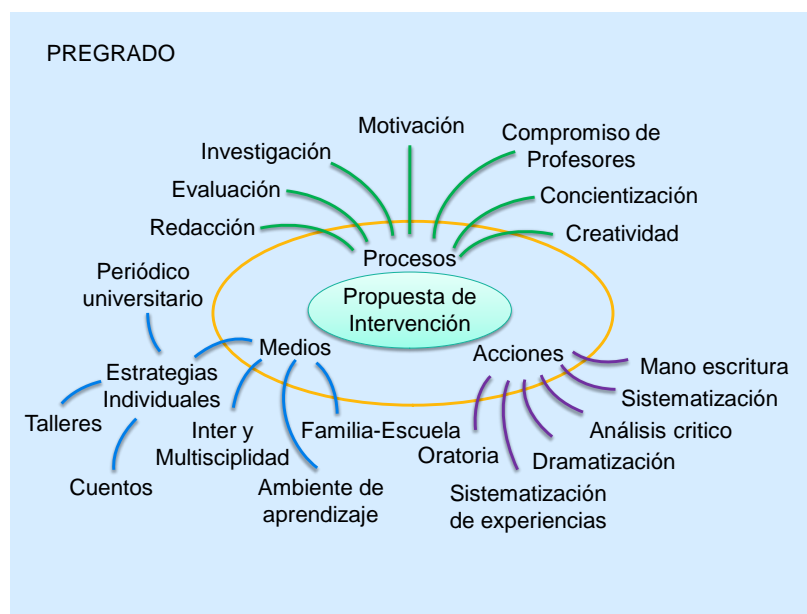 PREGRADO
Motivación
Compromiso de
Profesores
Investigación
Evaluación
Concientización
Redacción
Creatividad
Procesos
Periódico
universitario
Propuesta de
Intervención
Medios
Acciones
Estrategias
Individuales
Mano escritura
Sistematización
Talleres
Inter y
Multisciplidad
Familia-Escuela
Análisis critico
Oratoria
Dramatización
Cuentos
Ambiente de
aprendizaje
Sistematización
de experiencias